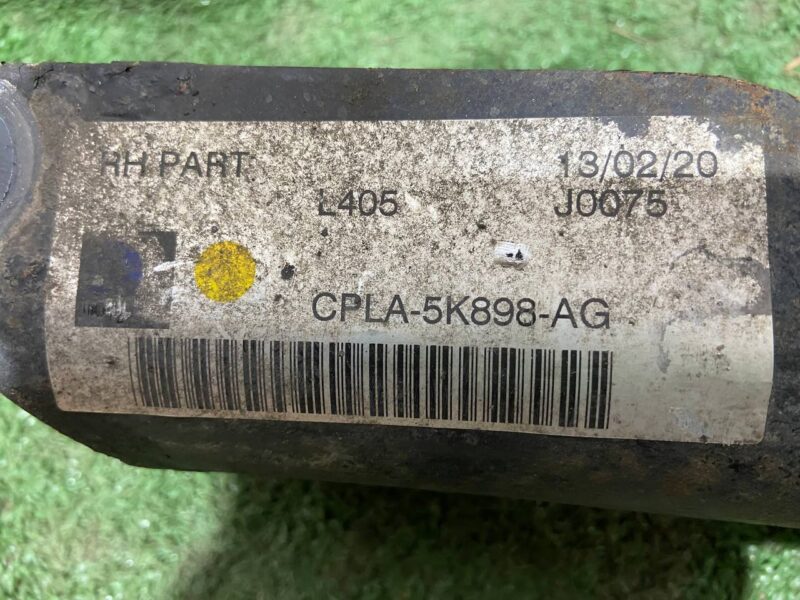 RH PART
13/02/20
L405
J0075
CPLA-5K898-AG